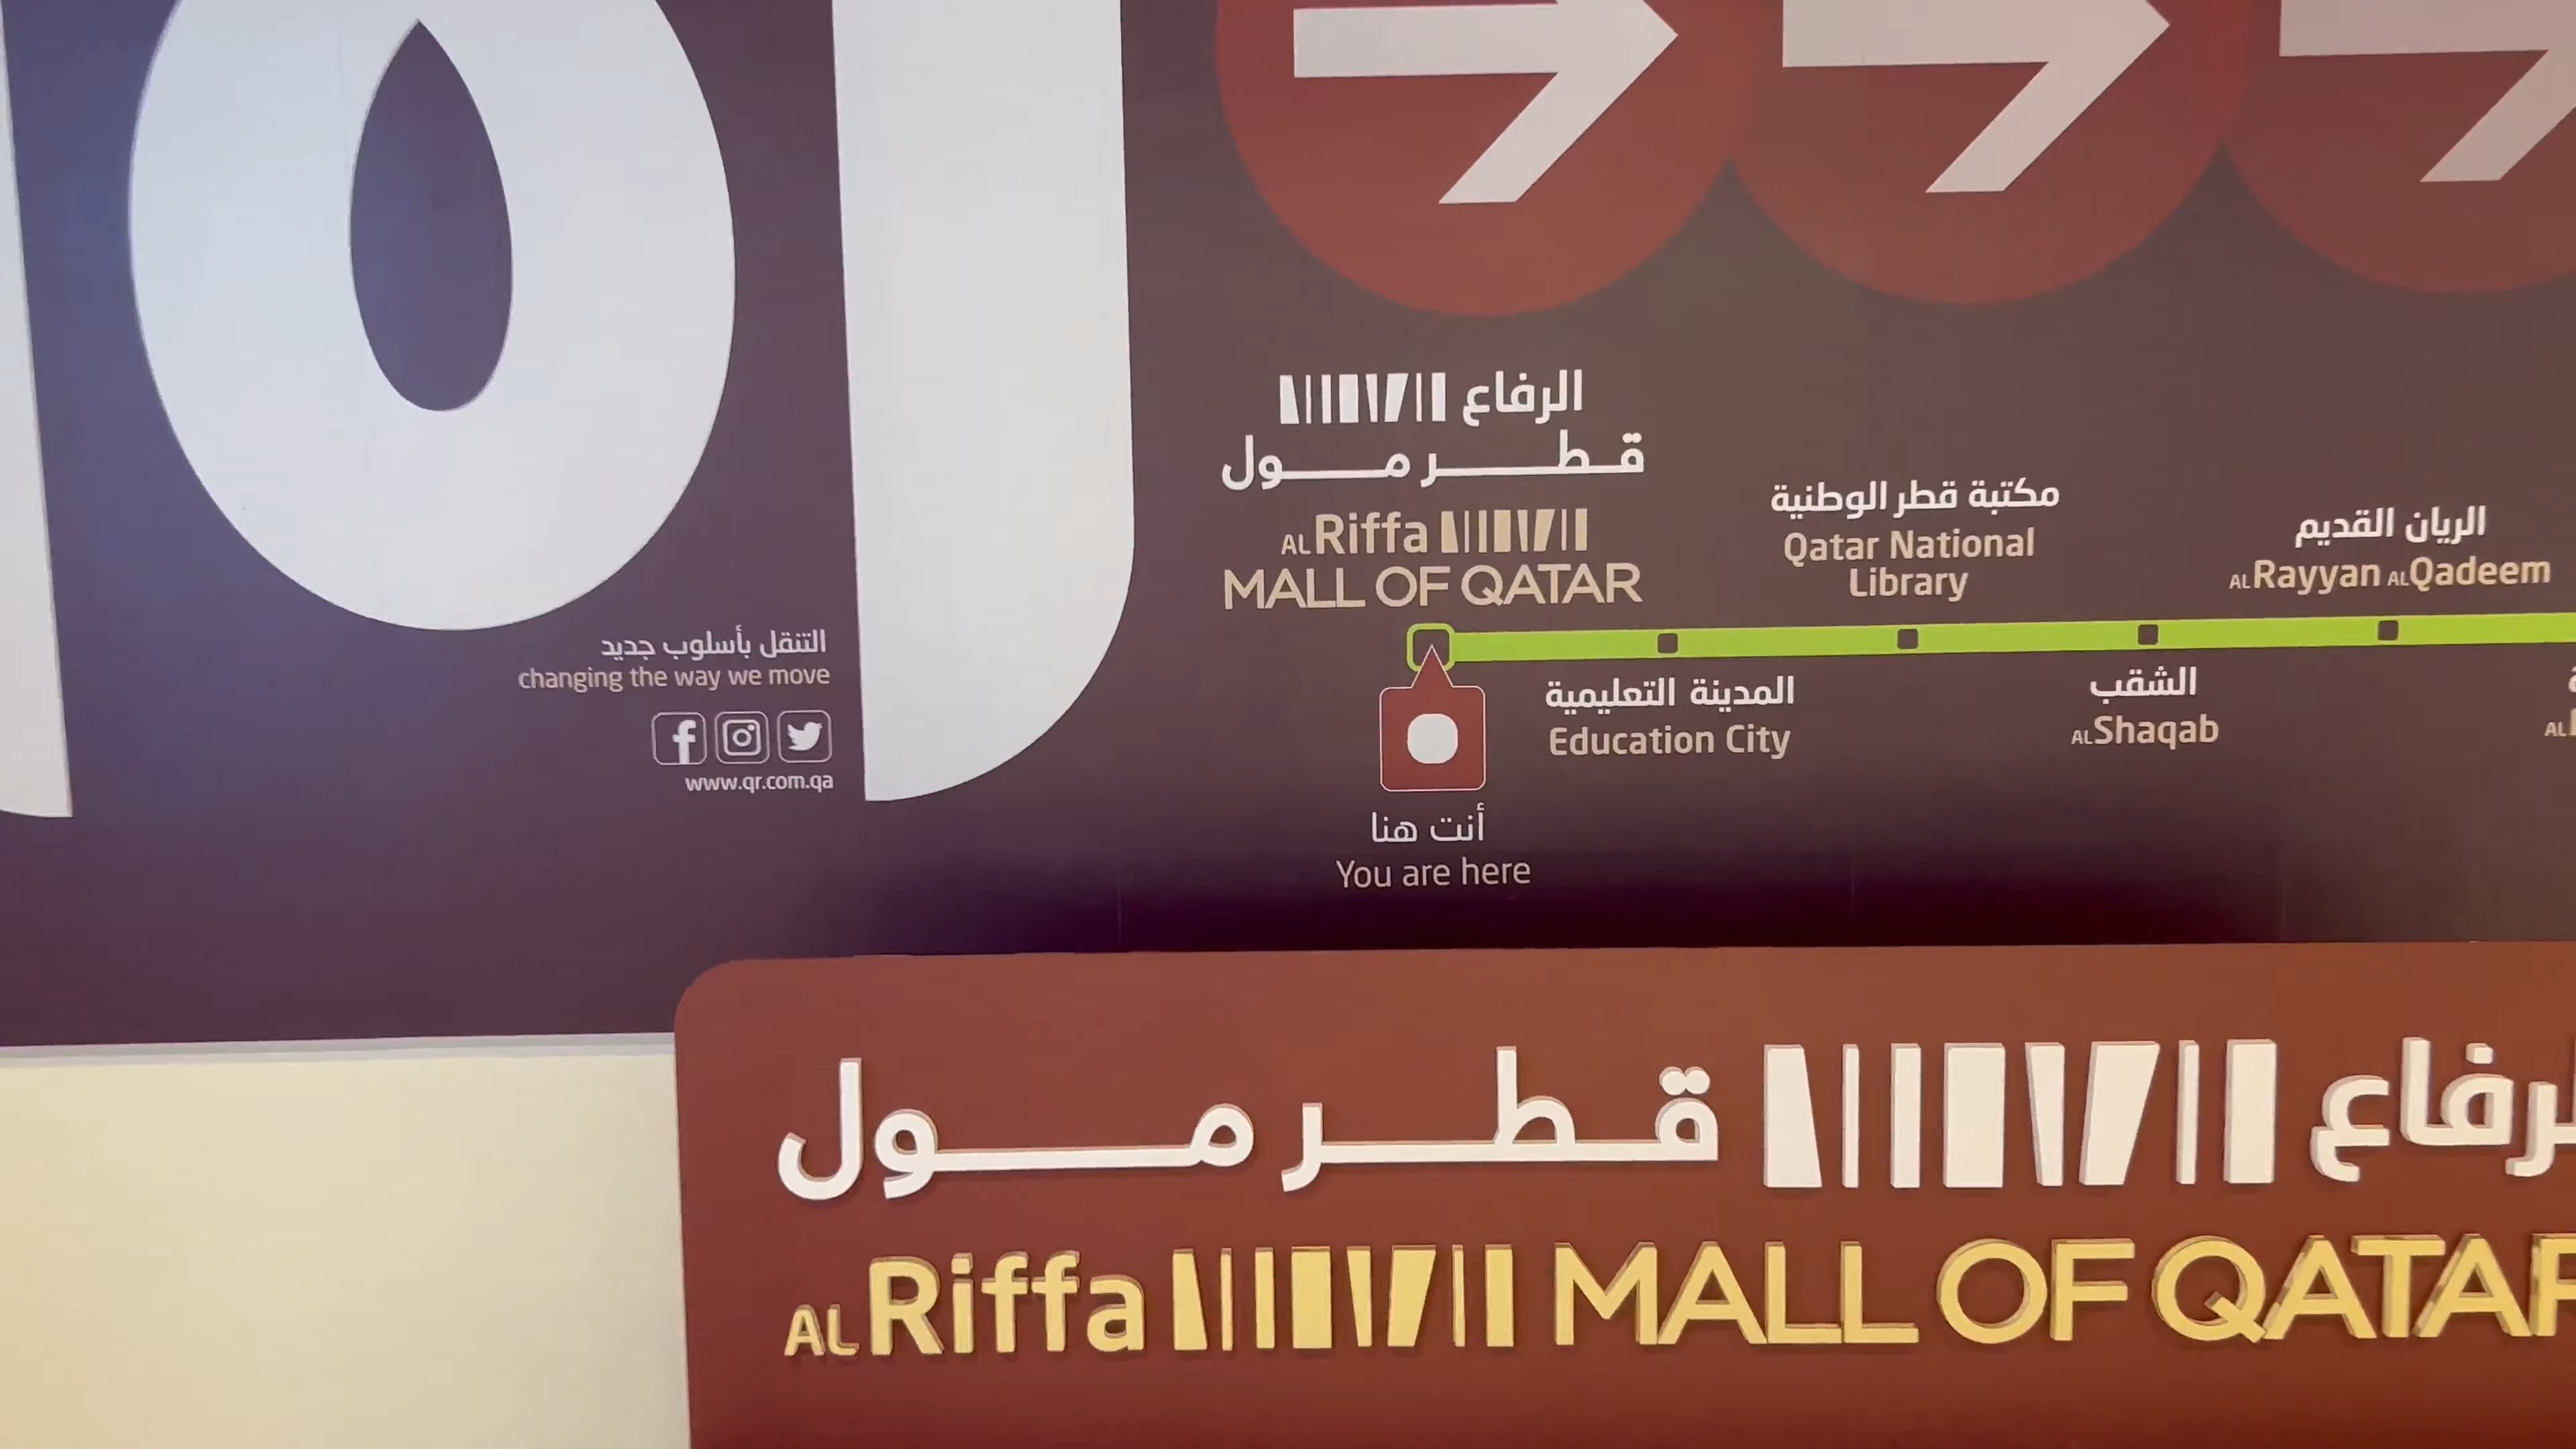 التنقل بأسلوب جديد
changing the way we move
www.qr.com.qa
الرفاع
قطر مول
AL Riffa
MALL OF QATAR
مكتبة قطر الوطنية
Qatar National
Library
الريان القديم
AL Rayyan AL Qadeem
المدينة التعليمية
Education City
الشقب
AL Shaqab
AL
أنت هنا
You are here
قطر مول
AL Riffa MALL OF QATAR